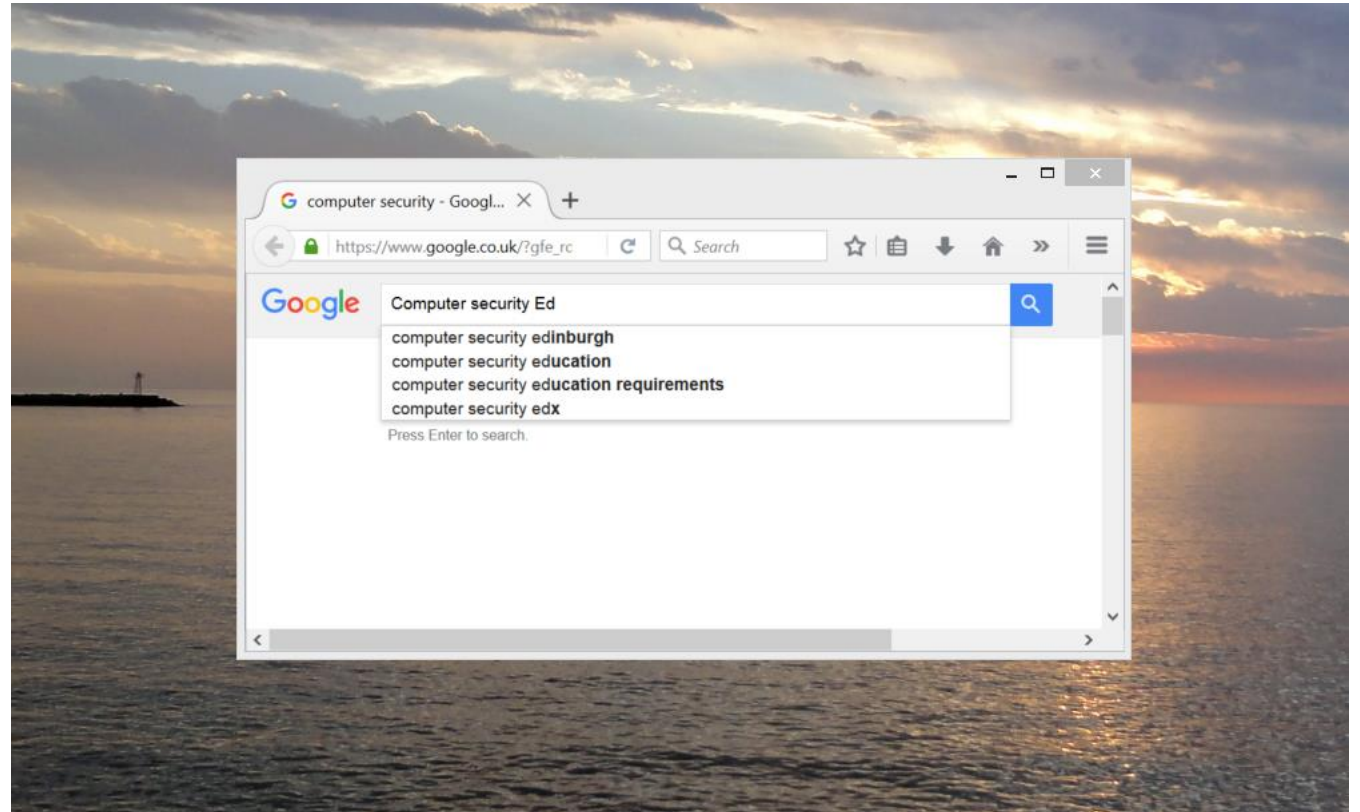 computer security - Googl...
https://www.google.co.uk/?gfe_rc
Search
Google
Computer security Ed
computer security edinburgh
computer security education
computer security education requirements
computer security edx
Press Enter to search.